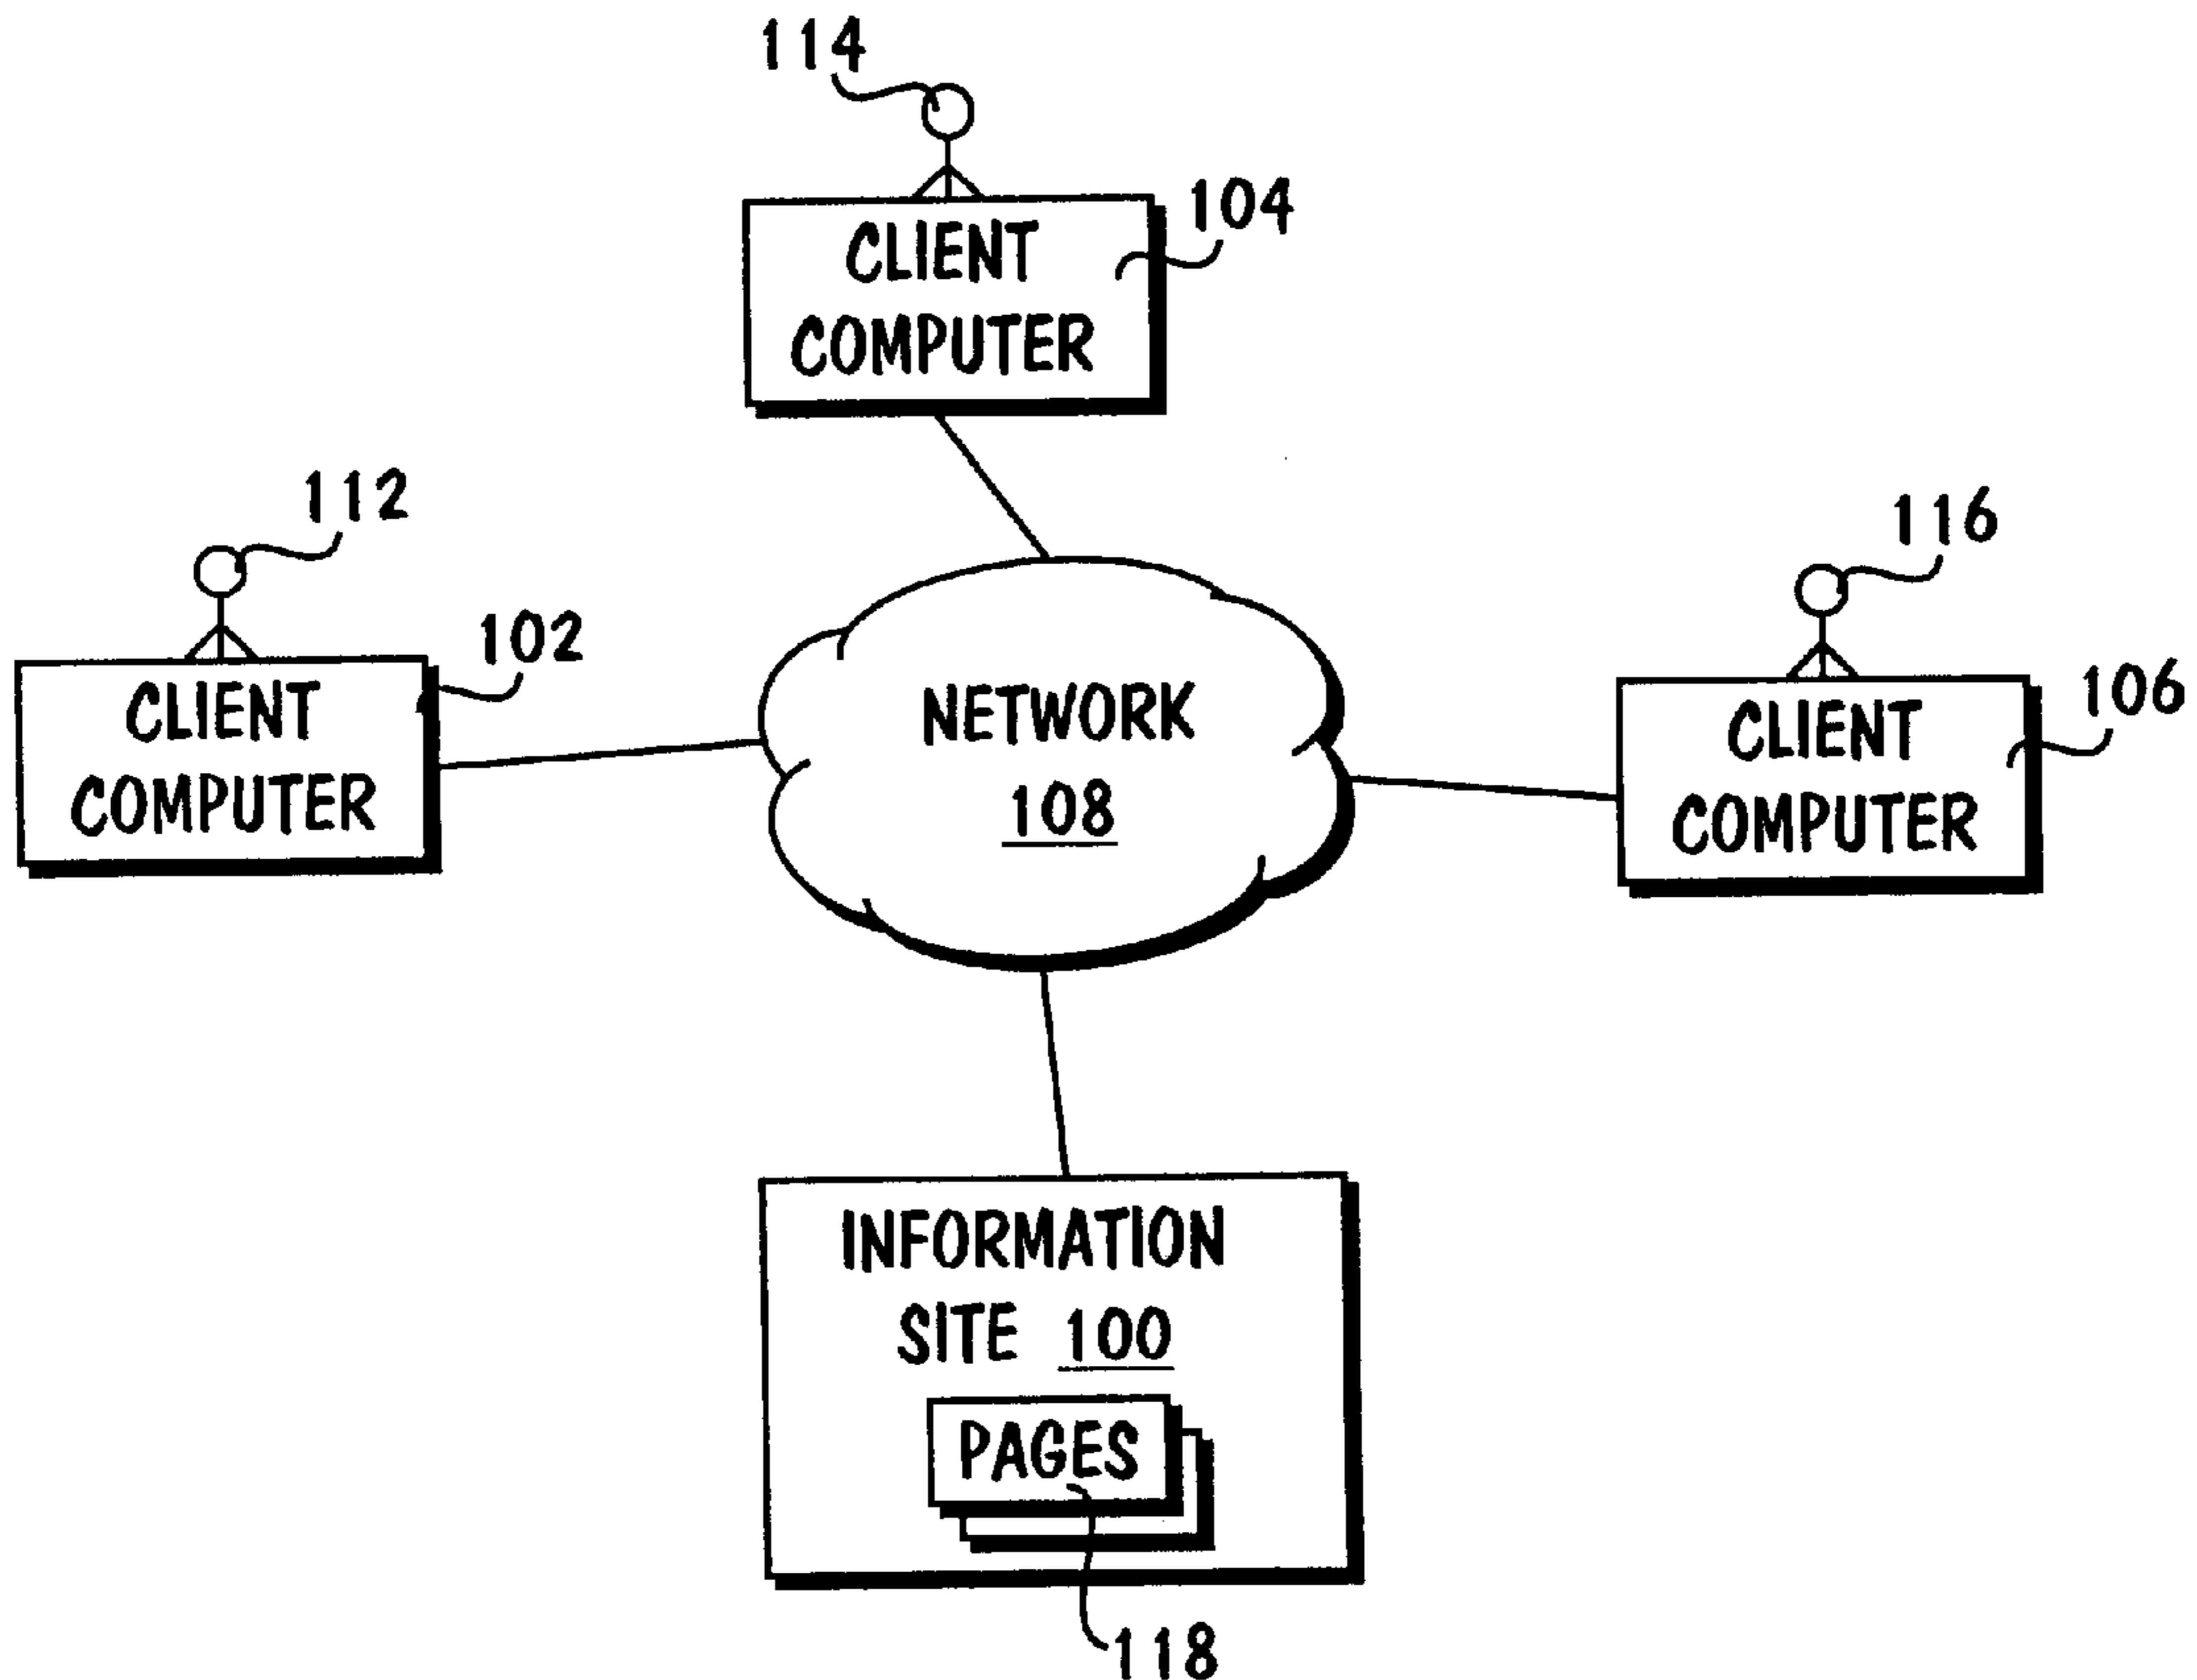 114
104
CLIENT
COMPUTER
112
116
102
CLIENT
COMPUTER
NETWORK
108
106
CLIENT
COMPUTER
INFORMATION
SITE 100
PAGES
118